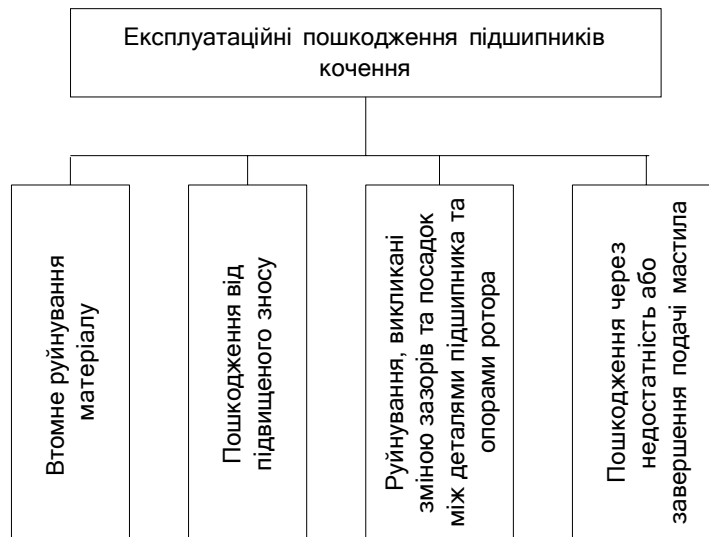 Експлуатаційні пошкодження підшипників
кочення
Втомне руйнування
матеріалу
Пошкодження від
підвищеного зносу
Руйнування, викликані
зміною зазорів та посадок
між деталями підшипника та
опорами ротора
Пошкодження через
недостатність або
завершення подачі мастила